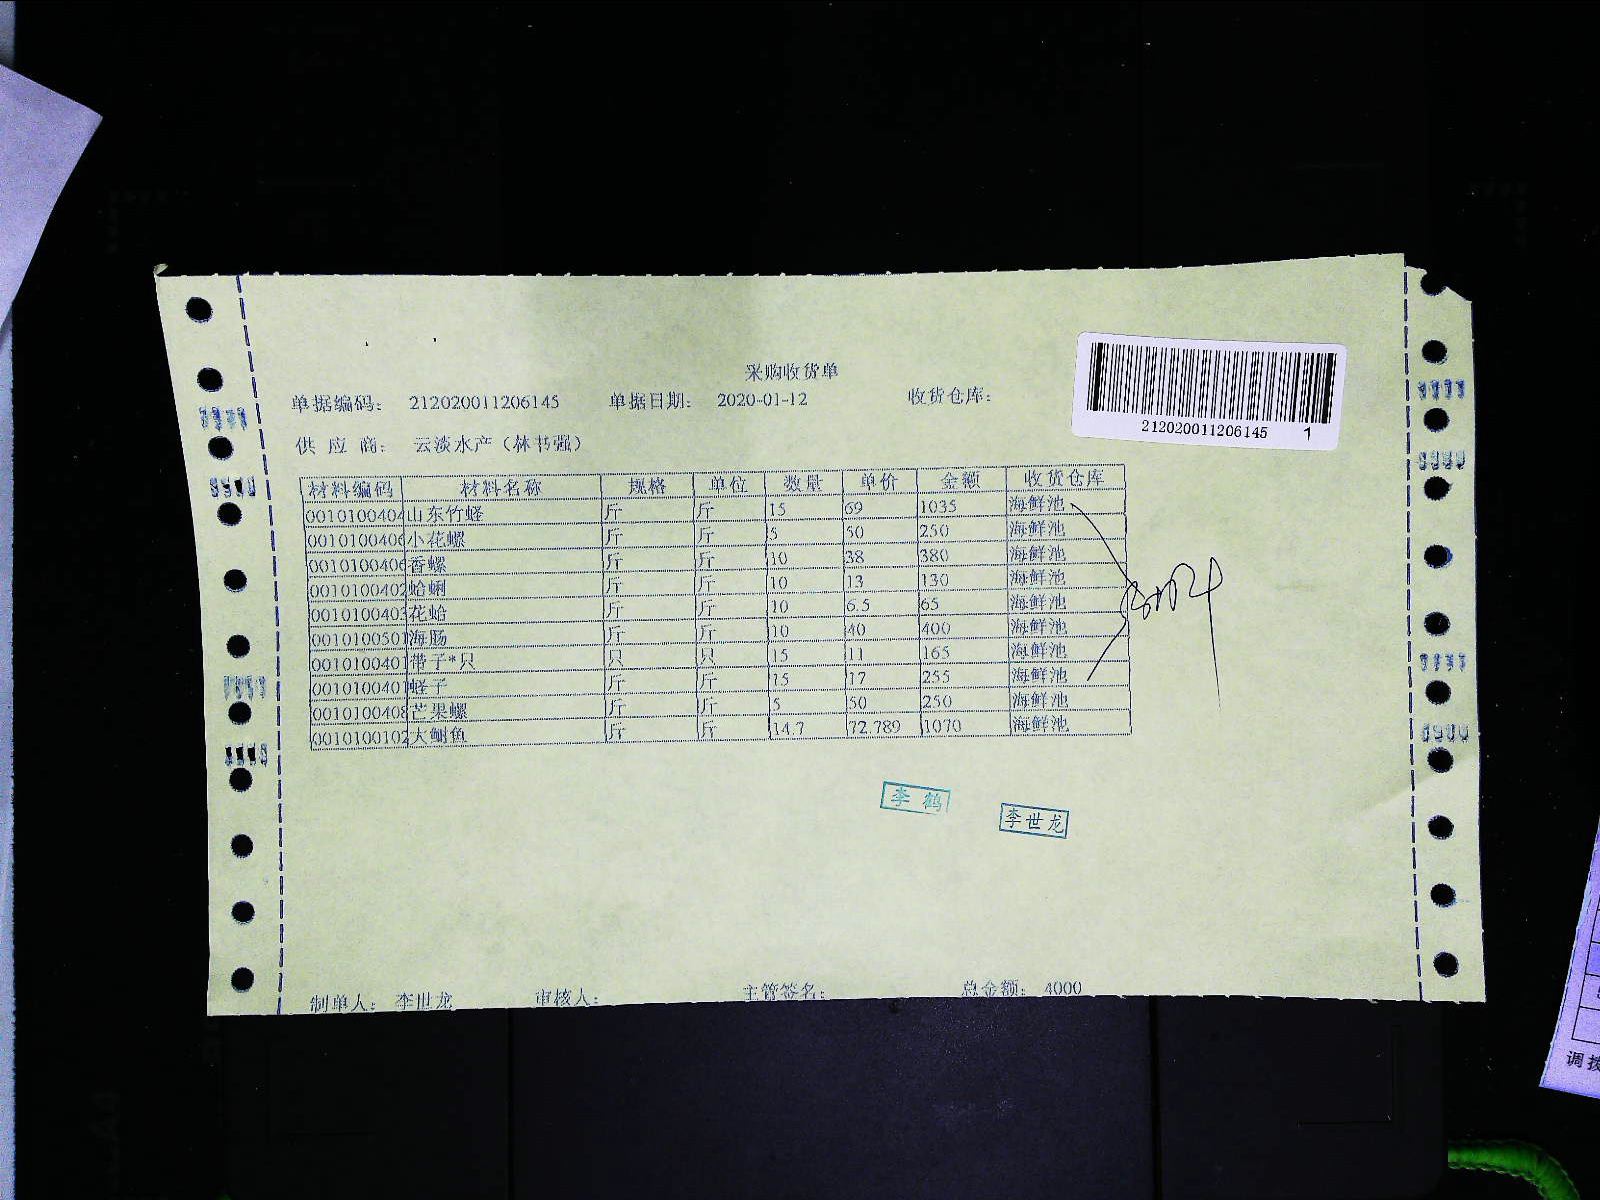 采购收货单
单据编码: 212020011206145 单据日期: 2020-01-12 收货仓库:
212020011206145 1
供应商: 云淡水产(林书强)
材料编码 材料名称 规格 单位 数量 单价 金额 收货仓库
0010100404 山东竹蛏 斤 斤 15 69 1035 海鲜池
0010100406 小花螺 斤 斤 5 50 250 海鲜池
0010100406 香螺 斤 斤 10 38 380 海鲜池
0010100402 蛤蜊 斤 斤 10 13 130 海鲜池
0010100403 花蛤 斤 斤 10 6.5 65 海鲜池
0010100501 海肠 斤 斤 10 40 400 海鲜池
0010100401 带子*只 只 只 15 11 165 海鲜池
0010100401 蛏子 斤 斤 15 17 255 海鲜池
0010100408 芒果螺 斤 斤 5 50 250 海鲜池
0010100102 大鲷鱼 斤 斤 14.7 72.789 1070 海鲜池
李鹤
李世龙
制单人: 李世龙 审核人: 主管签名: 总金额: 4000
调拨